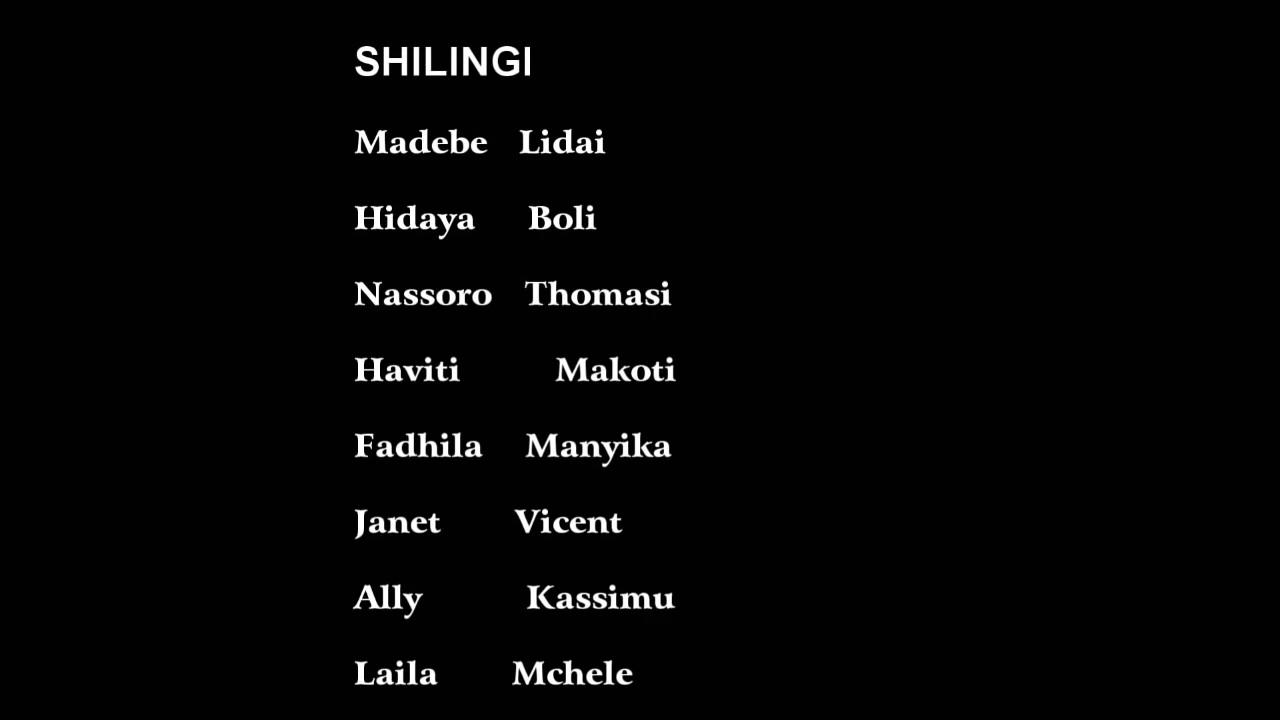 SHILINGI
Madebe Lidai
Hidaya Boli
Nassoro Thomasi
Haviti Makoti
Fadhila Manyika
Janet Vicent
Ally Kassimu
Laila Mchele